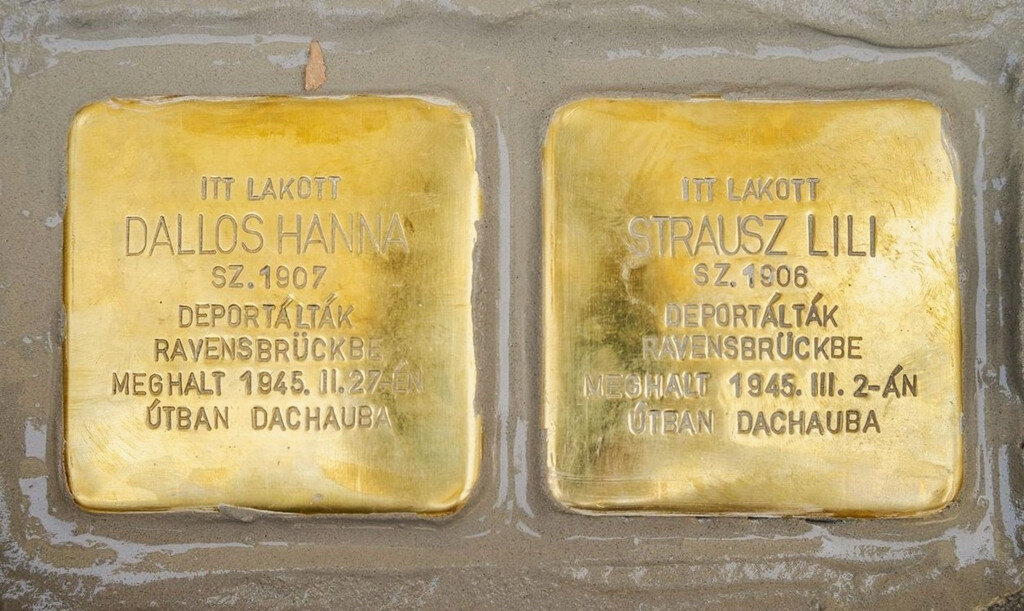 ITT LAKOTT
DALLOS HANNA
SZ. 1907
DEPORTÁLTÁK
RAVENSBRÜCKBE
MEGHALT 1945. II. 27-ÉN
ÚTBAN DACHAUBA
ITT LAKOTT
STRAUSZ LILI
SZ. 1906
DEPORTÁLTÁK
RAVENSBRÜCKBE
MEGHALT 1945. III. 2-ÁN
ÚTBAN DACHAUBA